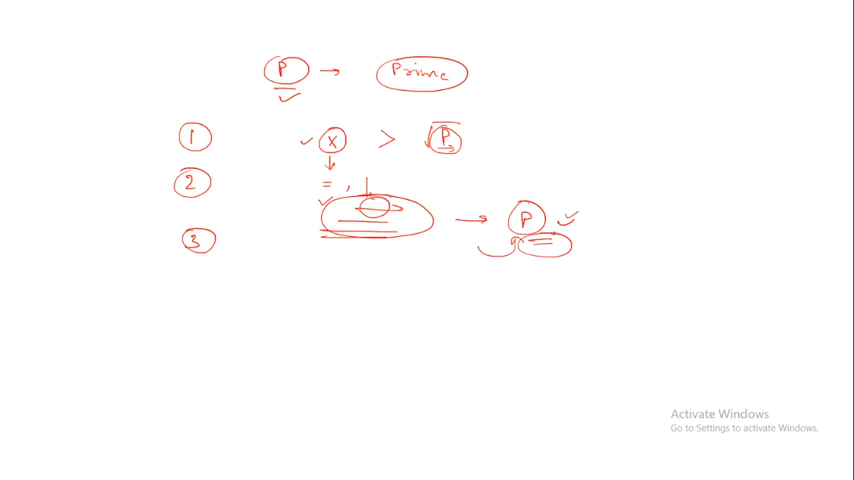 P → Prime
1 x > √P
2 = ,
→ P
3
Activate Windows
Go to Settings to activate Windows.